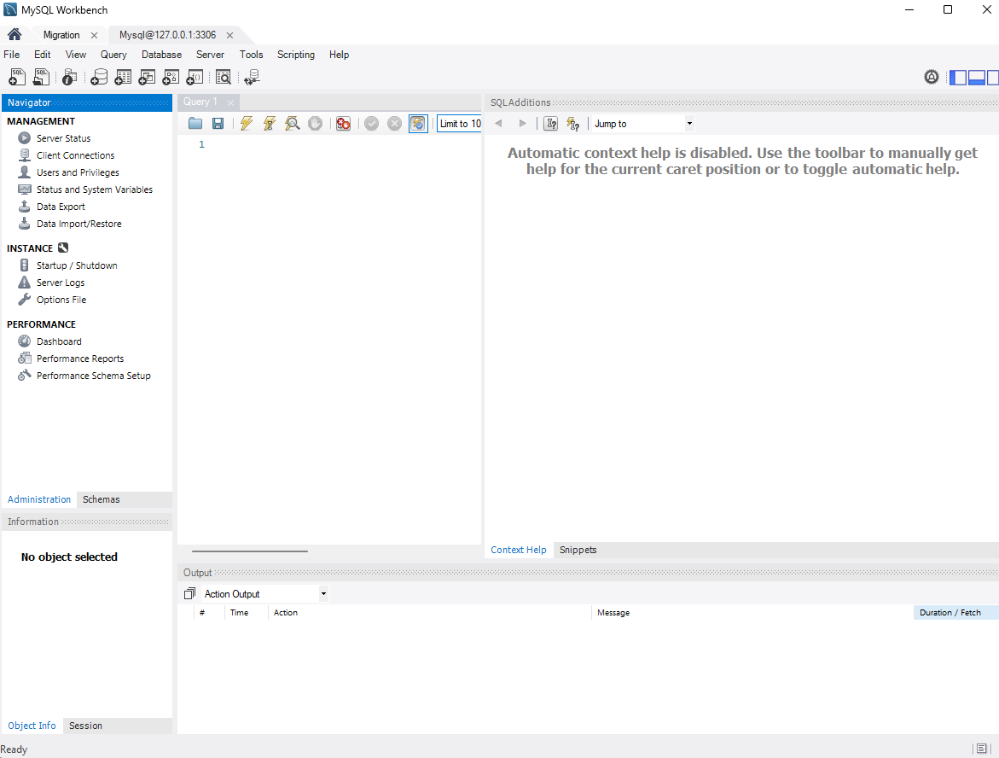 MySQL Workbench
Migration
Mysql@127.0.0.1:3306
File Edit View Query Database Server Tools Scripting Help
Navigator
MANAGEMENT
Server Status
Client Connections
Users and Privileges
Status and System Variables
Data Export
Data Import/Restore
INSTANCE
Startup / Shutdown
Server Logs
Options File
PERFORMANCE
Dashboard
Performance Reports
Performance Schema Setup
Administration Schemas
Information
No object selected
Object Info Session
Query 1
Limit to 10
1
SQLAdditions
Jump to
Automatic context help is disabled. Use the toolbar to manually get
help for the current caret position or to toggle automatic help.
Context Help Snippets
Output
Action Output
# Time Action Message Duration / Fetch
Ready